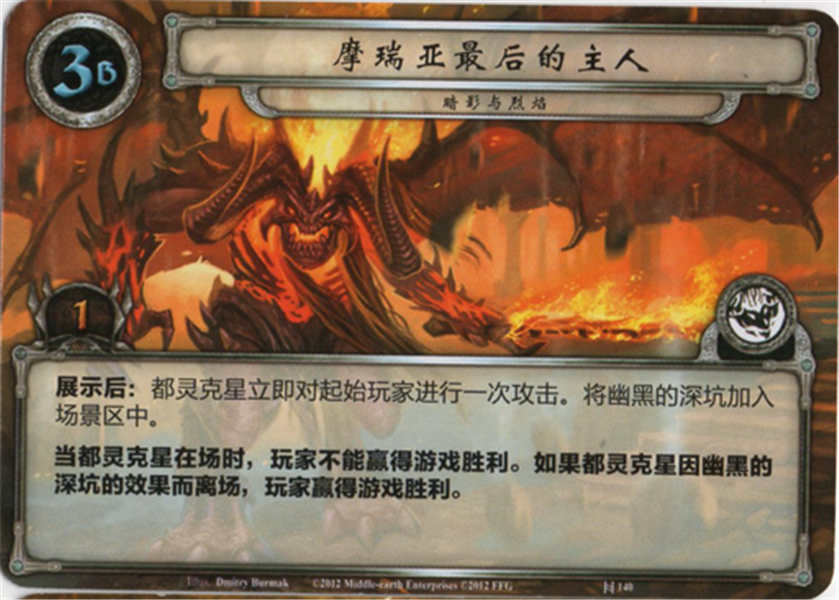 3B
摩瑞亚最后的主人
暗影与烈焰
1
展示后：都灵克星立即对起始玩家进行一次攻击。将幽黑的深坑加入
场景区中。
当都灵克星在场时，玩家不能赢得游戏胜利。如果都灵克星因幽黑的
深坑的效果而离场，玩家赢得游戏胜利。
Illus. Dmitry Burmak ©2012 Middle-earth Enterprises ©2012 FFG 140